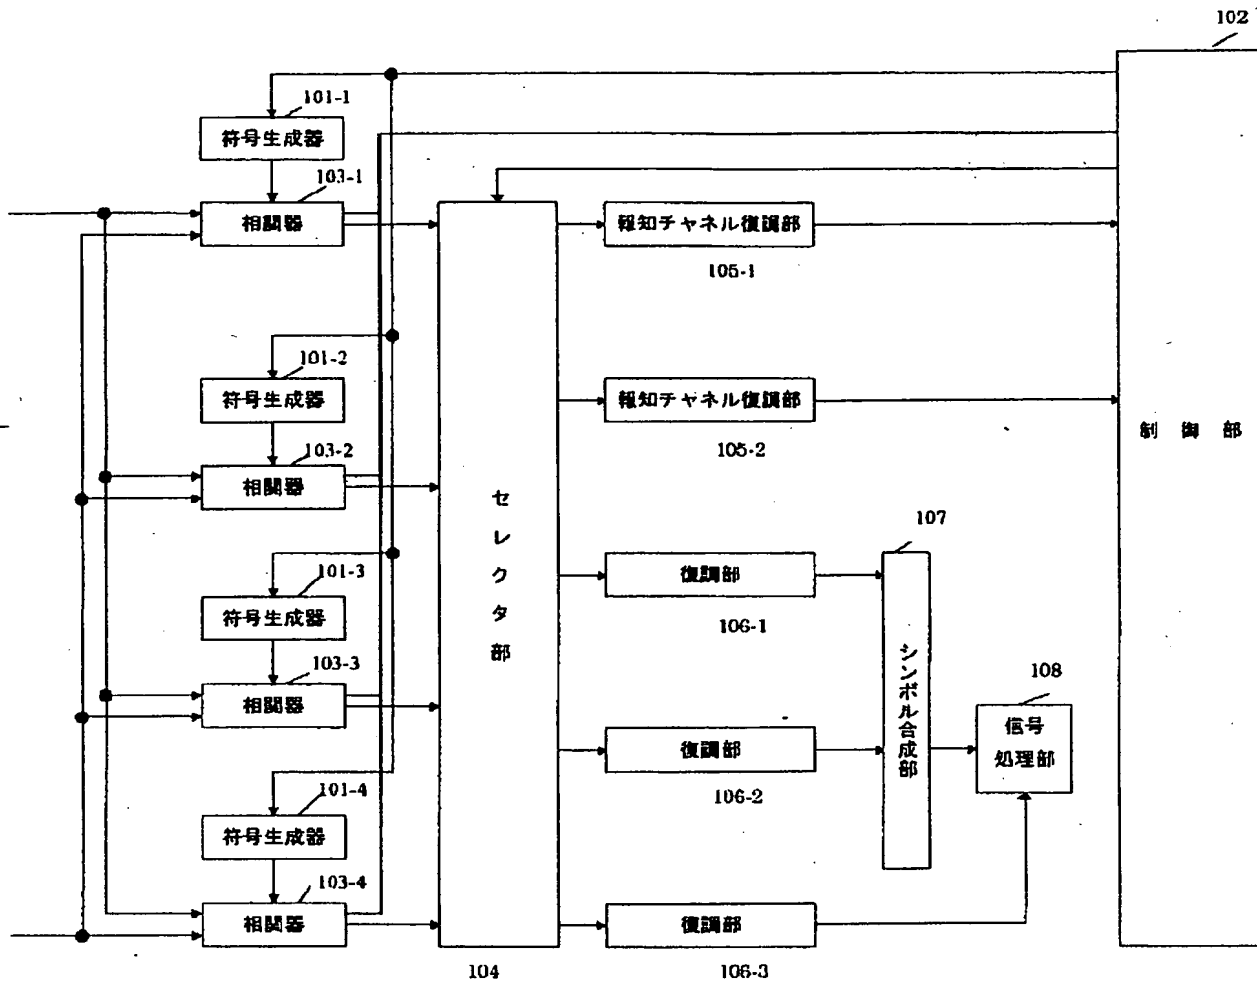 102
101-1
符号生成器
103-1
相関器
報知チャネル復調部
105-1
101-2
符号生成器
103-2
相関器
報知チャネル復調部
105-2
制御部
セレクタ部
107
101-3
符号生成器
復調部
106-1
103-3
相関器
シンボル合成部
108
信号
処理部
復調部
106-2
101-4
符号生成器
103-4
相関器
復調部
104
106-3